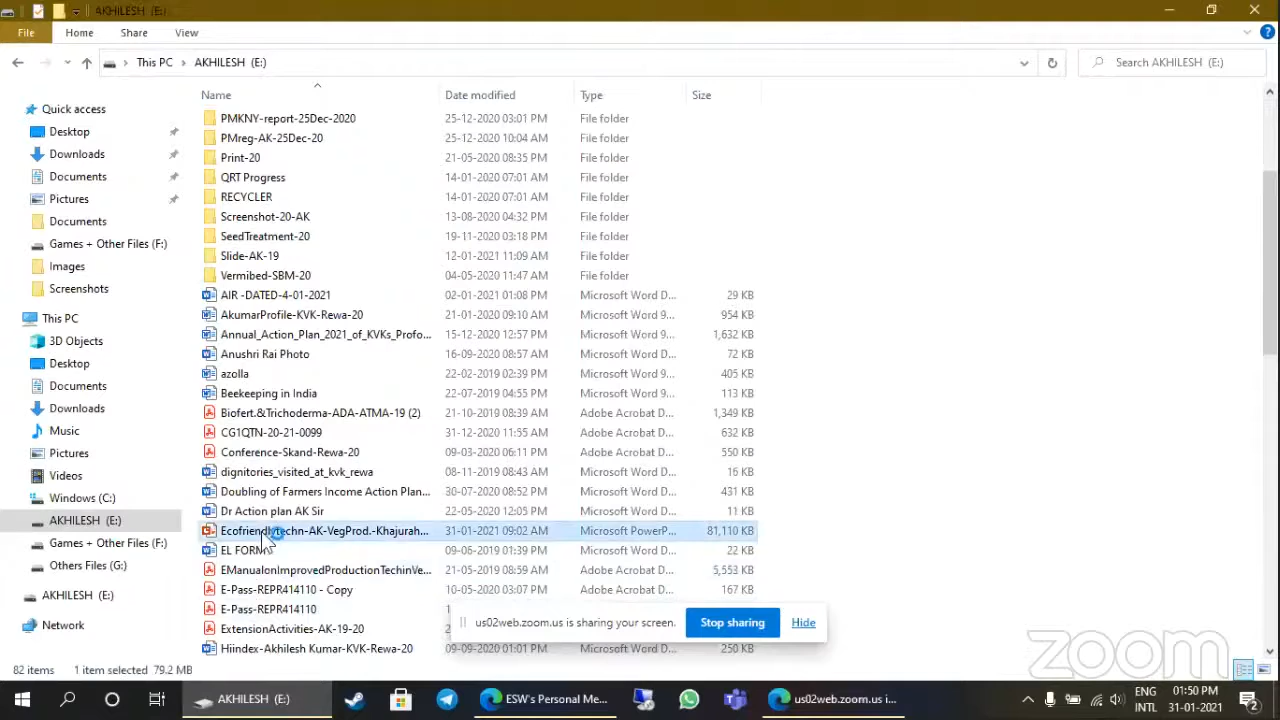 AKHILESH (E:)
File Home Share View
This PC > AKHILESH (E:) Search AKHILESH (E:)
Name Date modified Type Size
Quick access
Desktop
Downloads
Documents
Pictures
Documents
Games + Other Files (F:)
Images
Screenshots
This PC
3D Objects
Desktop
Documents
Downloads
Music
Pictures
Videos
Windows (C:)
AKHILESH (E:)
Games + Other Files (F:)
Others Files (G:)
AKHILESH (E:)
Network
PMKNY-report-25Dec-2020 25-12-2020 03:01 PM File folder
PMreg-AK-25Dec-20 25-12-2020 10:04 AM File folder
Print-20 21-05-2020 08:35 PM File folder
QRT Progress 14-01-2020 07:01 AM File folder
RECYCLER 14-01-2020 07:01 AM File folder
Screenshot-20-AK 13-08-2020 04:32 PM File folder
SeedTreatment-20 19-11-2020 03:18 PM File folder
Slide-AK-19 12-01-2021 11:09 AM File folder
Vermibed-SBM-20 04-05-2020 11:47 AM File folder
AIR -DATED-4-01-2021 02-01-2021 01:08 PM Microsoft Word D... 29 KB
AkumarProfile-KVK-Rewa-20 21-01-2020 09:10 AM Microsoft Word 9... 954 KB
Annual_Action_Plan_2021_of_KVKs_Profo... 15-12-2020 12:57 PM Microsoft Word D... 1,632 KB
Anushri Rai Photo 16-09-2020 08:57 AM Microsoft Word D... 72 KB
azolla 22-02-2019 02:39 PM Microsoft Word 9... 405 KB
Beekeeping in India 22-07-2019 04:55 PM Microsoft Word 9... 113 KB
Biofert.&Trichoderma-ADA-ATMA-19 (2) 21-10-2019 08:39 AM Adobe Acrobat D... 1,349 KB
CG1QTN-20-21-0099 31-12-2020 11:55 AM Adobe Acrobat D... 632 KB
Conference-Skand-Rewa-20 09-03-2020 06:11 PM Adobe Acrobat D... 550 KB
dignitories_visited_at_kvk_rewa 08-11-2019 08:43 AM Microsoft Word D... 16 KB
Doubling of Farmers Income Action Plan... 30-07-2020 08:52 PM Microsoft Word D... 431 KB
Dr Action plan AK Sir 22-05-2020 12:05 PM Microsoft Word D... 18 KB
31-01-2021 09:02 AM Microsoft PowerP... 81,110 KB
EL 09-06-2019 01:39 PM Microsoft Word D... 22 KB
EManualonImprovedProductionTechinVe... 21-05-2019 08:59 AM Adobe Acrobat D... 5,553 KB
E-Pass-REPR414110 - Copy 10-05-2020 03:07 PM Adobe Acrobat D... 167 KB
E-Pass-REPR414110
ExtensionActivities-AK-19-20
Hiindex-Akhilesh Kumar-KVK-Rewa-20 09-09-2020 01:01 PM Microsoft Word D... 250 KB
us02web.zoom.us is sharing your screen. Stop sharing Hide
82 items 1 item selected 79.2 MB
zoom
AKHILESH (E:) ESW's Personal Me... us02web.zoom.us i...
ENG 01:50 PM
INTL 31-01-2021
2